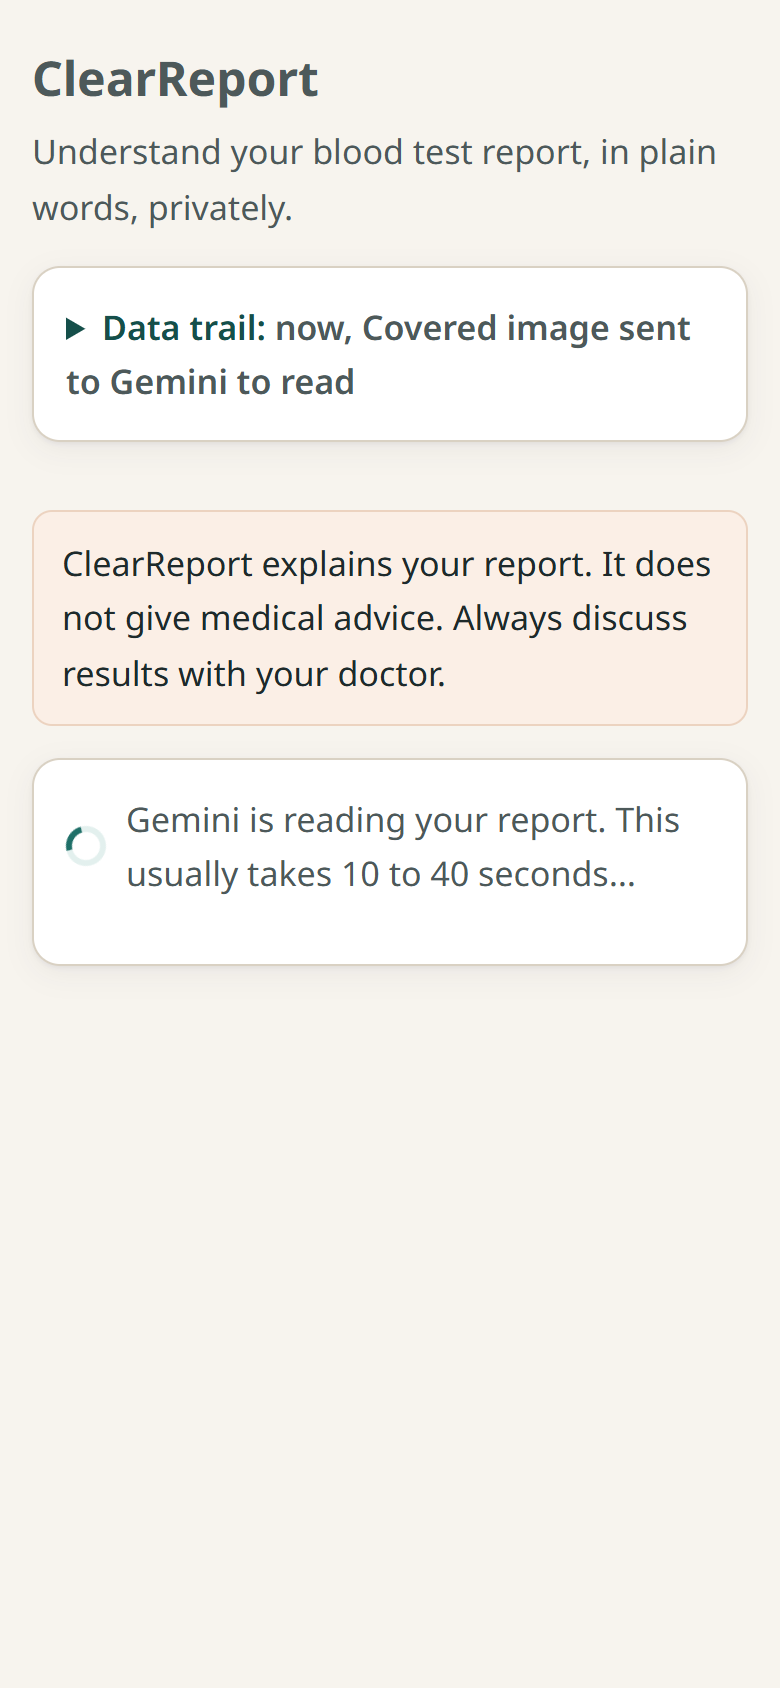 ClearReport
Understand your blood test report, in plain
words, privately.
Data trail: now, Covered image sent
to Gemini to read
ClearReport explains your report. It does
not give medical advice. Always discuss
results with your doctor.
Gemini is reading your report. This
usually takes 10 to 40 seconds...